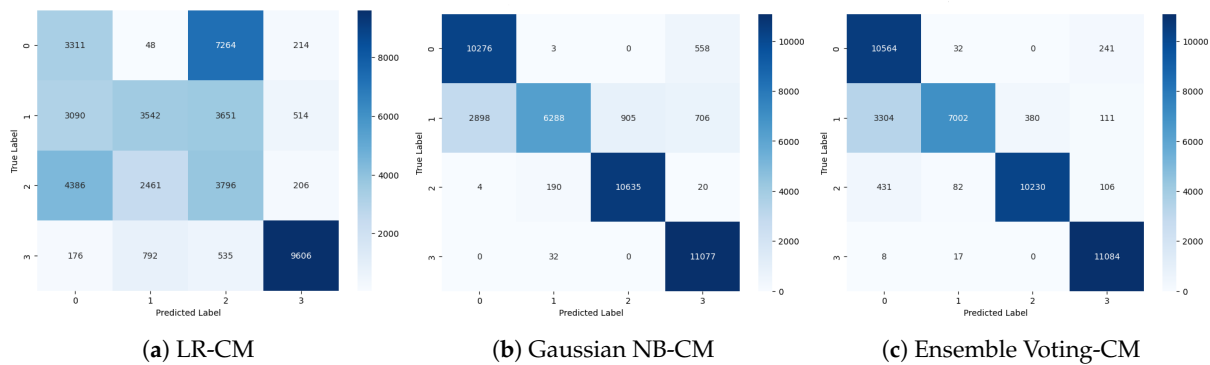 0 3311 48 7264 214
1 3090 3542 3651 514
2 4386 2461 3796 206
3 176 792 535 9606
0 1 2 3
True Label
Predicted Label
8000
6000
4000
2000
(a) LR-CM
0 10276 3 0 558
1 2898 6288 905 706
2 4 190 10635 20
3 0 32 0 11077
0 1 2 3
True Label
Predicted Label
10000
8000
6000
4000
2000
0
(b) Gaussian NB-CM
0 10564 32 0 241
1 3304 7002 380 111
2 431 82 10230 106
3 8 17 0 11084
0 1 2 3
True Label
Predicted Label
10000
8000
6000
4000
2000
0
(c) Ensemble Voting-CM